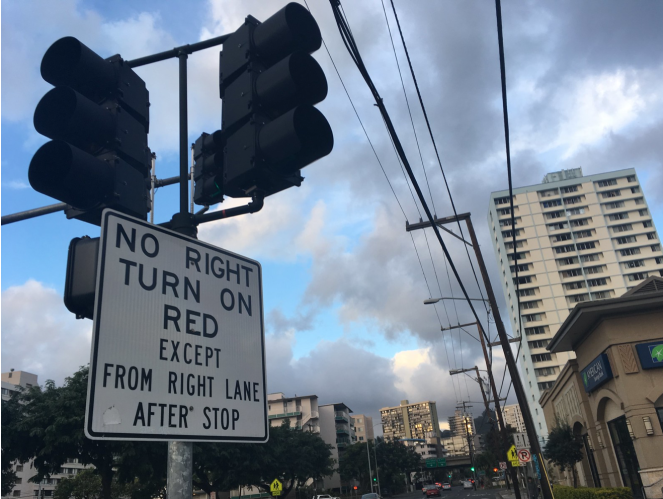 NO RIGHT
TURN ON
RED
EXCEPT
FROM RIGHT LANE
AFTER STOP